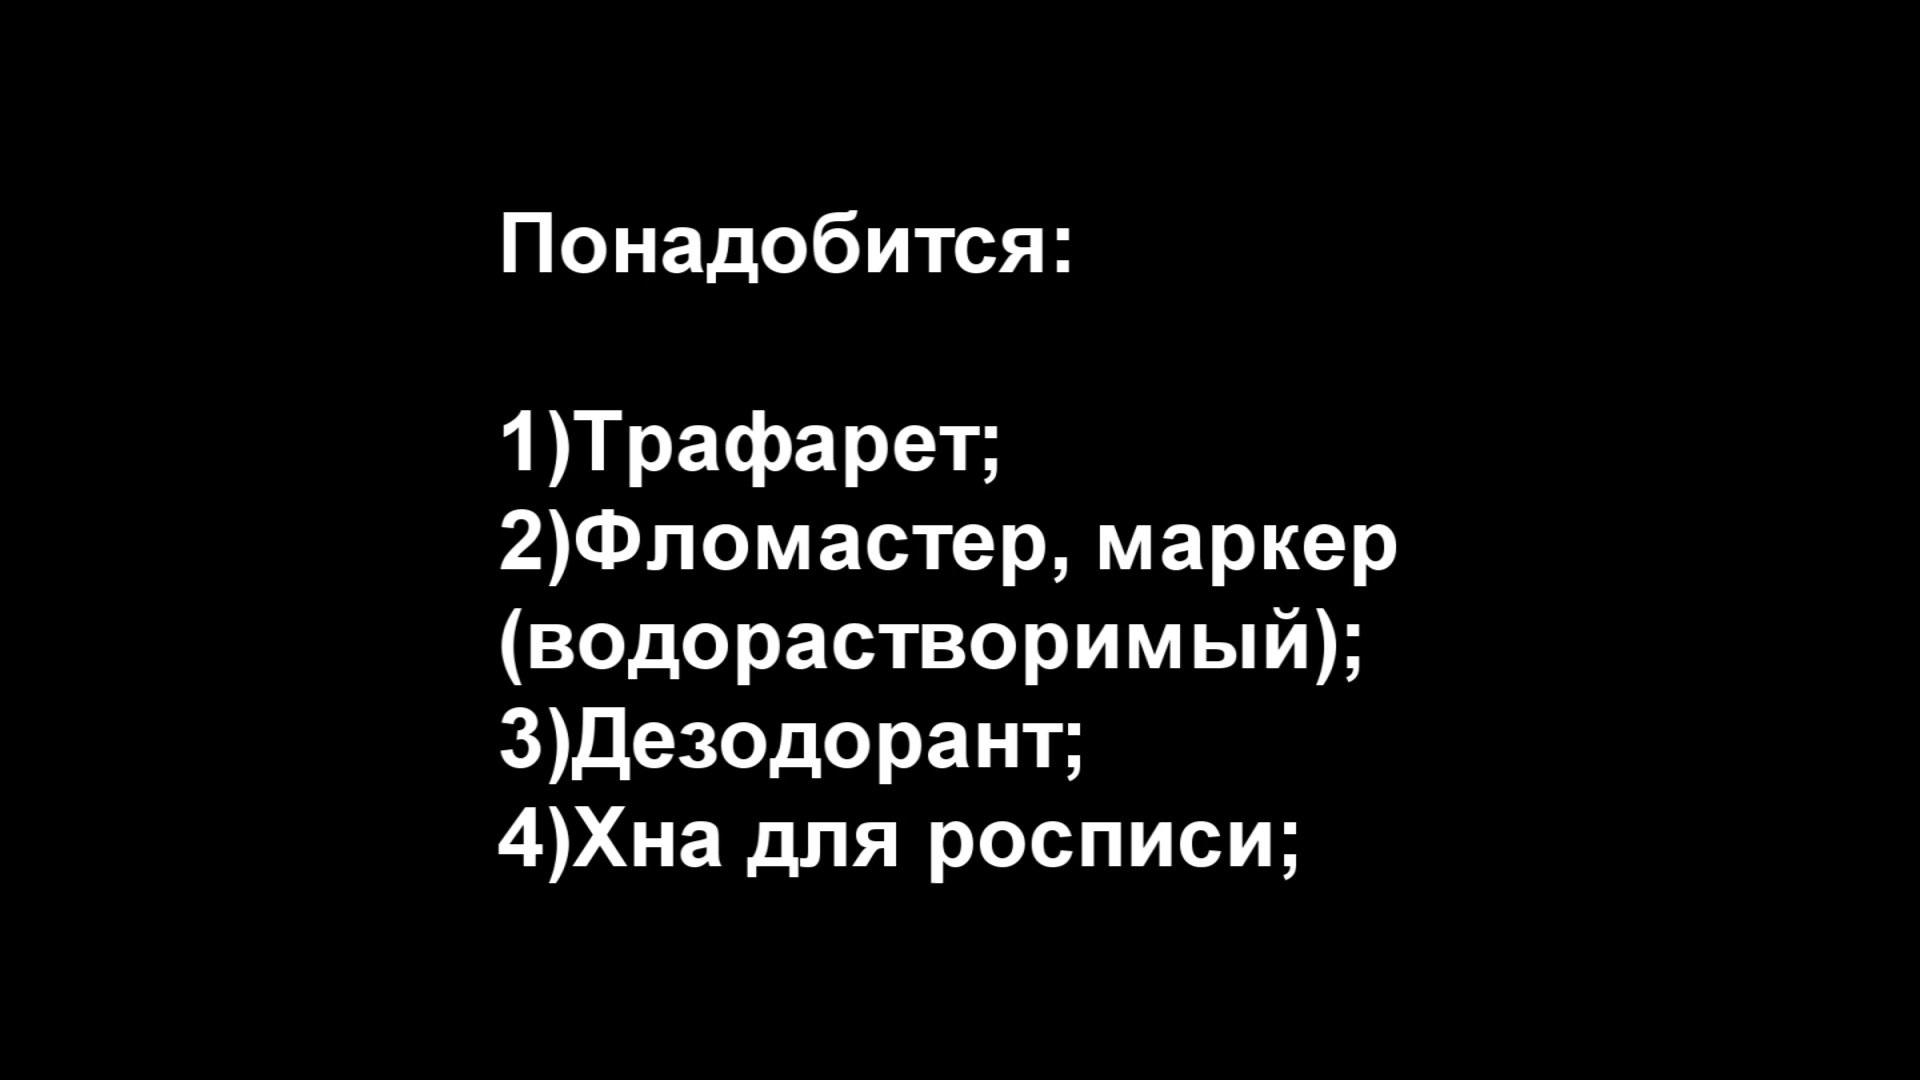 Понадобится:
1)Трафарет;
2)Фломастер, маркер
(водорастворимый);
3)Дезодорант;
4)Хна для росписи;